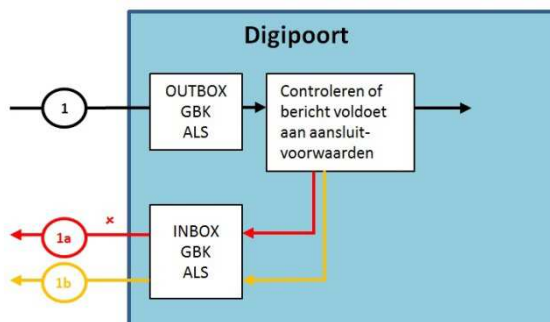 Digipoort
1
OUTBOX
GBK
ALS
Controleren of
bericht voldoet
aan aansluit-
voorwaarden
1a
INBOX
GBK
ALS
1b